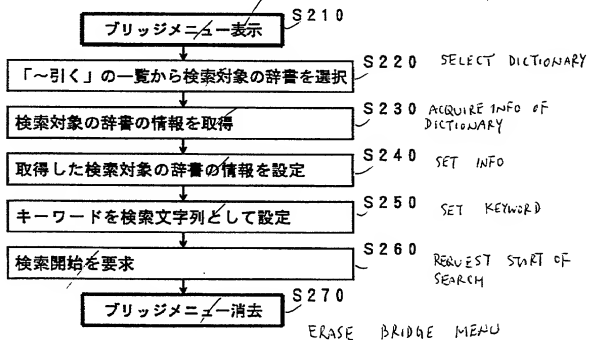 ブリッジメニュー表示 S210
「～引く」の一覧から検索対象の辞書を選択 S220 SELECT DICTIONARY
検索対象の辞書の情報を取得 S230 ACQUIRE INFO OF
DICTIONARY
取得した検索対象の辞書の情報を設定 S240 SET INFO
キーワードを検索文字列として設定 S250 SET KEYWORD
検索開始を要求 S260 REQUEST START OF
SEARCH
ブリッジメニュー消去 S270
ERASE BRIDGE MENU